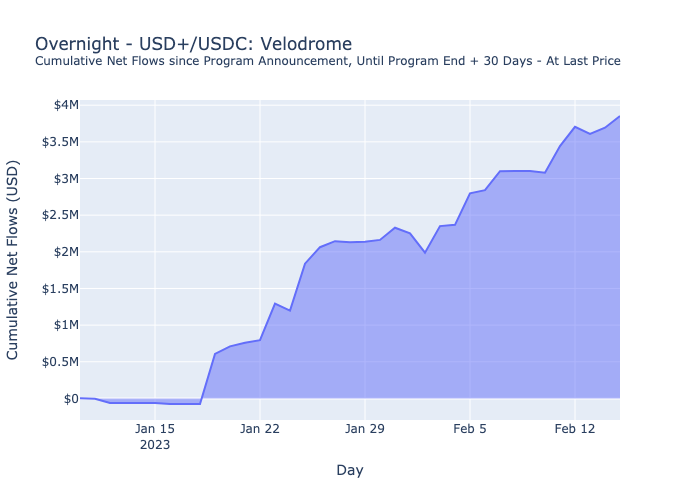 Overnight - USD+/USDC: Velodrome
Cumulative Net Flows since Program Announcement, Until Program End + 30 Days - At Last Price
Cumulative Net Flows (USD)
$4M
$3.5M
$3M
$2.5M
$2M
$1.5M
$1M
$0.5M
$0
Jan 15 Jan 22 Jan 29 Feb 5 Feb 12
2023
Day